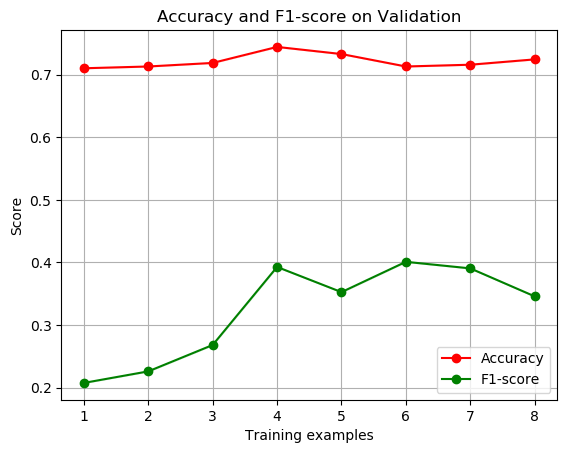 Accuracy and F1-score on Validation
Score
0.7
0.6
0.5
0.4
0.3
0.2
1 2 3 4 5 6 7 8
Training examples
Accuracy
F1-score